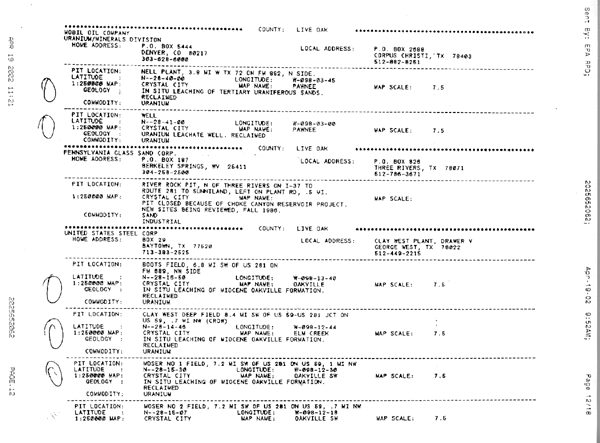 COUNTY: LIVE OAK
MOBIL OIL COMPANY
URANIUM/MINERALS DIVISION
HOME ADDRESS: P.O. BOX 5444 LOCAL ADDRESS: P.O. BOX 2688
DENVER, CO 80217 CORPUS CHRISTI, TX 78403
303-628-6000 512-882-8251
PIT LOCATION: NELL PLANT, 3.8 MI W TX 72 ON FM 882, N SIDE.
LATITUDE : N--28-40-00 LONGITUDE: W-098-03-45
1:250000 MAP: CRYSTAL CITY MAP NAME: PAWNEE MAP SCALE: 7.5
GEOLOGY : IN SITU LEACHING OF TERTIARY URANIFEROUS SANDS.
RECLAIMED
COMMODITY: URANIUM
PIT LOCATION: WELL
LATITUDE : N--28-41-00 LONGITUDE: W-098-03-00
1:250000 MAP: CRYSTAL CITY MAP NAME: PAWNEE MAP SCALE: 7.5
GEOLOGY : URANIUM LEACHATE WELL. RECLAIMED
COMMODITY: URANIUM
COUNTY: LIVE OAK
PENNSYLVANIA GLASS SAND CORP.
HOME ADDRESS: P.O. BOX 187 LOCAL ADDRESS: P.O. BOX 828
BERKELEY SPRINGS, WV 25411 THREE RIVERS, TX 78071
304-258-2500 512-786-3671
PIT LOCATION: RIVER ROCK PIT, N OF THREE RIVERS ON I-37 TO
ROUTE 281 TO SUNNILAND, LEFT ON PLANT RD, .5 MI.
1:250000 MAP: CRYSTAL CITY MAP NAME: MAP SCALE:
PIT CLOSED BECAUSE OF CHOKE CANYON RESERVOIR PROJECT.
NEW SITES BEING REVIEWED, FALL 1986.
COMMODITY: SAND
INDUSTRIAL
COUNTY: LIVE OAK
UNITED STATES STEEL CORP
HOME ADDRESS: BOX 29 LOCAL ADDRESS: CLAY WEST PLANT, DRAWER V
BAYTOWN, TX 77520 GEORGE WEST, TX 78022
713-383-2525 512-449-2215
PIT LOCATION: BOOTS FIELD, 6.8 MI SW OF US 281 ON
FM 889, NW SIDE
LATITUDE : N--28-15-50 LONGITUDE: W-098-13-40
1:250000 MAP: CRYSTAL CITY MAP NAME: OAKVILLE MAP SCALE: 7.5
GEOLOGY : IN SITU LEACHING OF MIOCENE OAKVILLE FORMATION.
RECLAIMED
COMMODITY: URANIUM
PIT LOCATION: CLAY WEST DEEP FIELD 8.4 MI SW OF US 59-US 281 JCT ON
US 59, .7 MI NW (CROW)
LATITUDE : N--28-14-45 LONGITUDE: W-098-12-44
1:250000 MAP: CRYSTAL CITY MAP NAME: ELM CREEK MAP SCALE: 7.5
GEOLOGY : IN SITU LEACHING OF MIOCENE OAKVILLE FORMATION.
RECLAIMED
COMMODITY: URANIUM
PIT LOCATION: MOSER NO 1 FIELD, 7.2 MI SW OF US 281 ON US 59, 1 MI NW
LATITUDE : N--28-15-30 LONGITUDE: W-098-12-30
1:250000 MAP: CRYSTAL CITY MAP NAME: OAKVILLE SW MAP SCALE: 7.5
GEOLOGY : IN SITU LEACHING OF MIOCENE OAKVILLE FORMATION.
RECLAIMED
COMMODITY: URANIUM
PIT LOCATION: MOSER NO 2 FIELD, 7.2 MI SW OF US 281 ON US 59, .7 MI NW
LATITUDE : N--28-15-07 LONGITUDE: W-098-12-18
1:250000 MAP: CRYSTAL CITY MAP NAME: OAKVILLE SW MAP SCALE: 7.5
Sent By: EPA RPD; 2025652062; Apr-19-02 9:52AM; Page 12/18
APR 19 2002 11:21 2025652062 PAGE.12